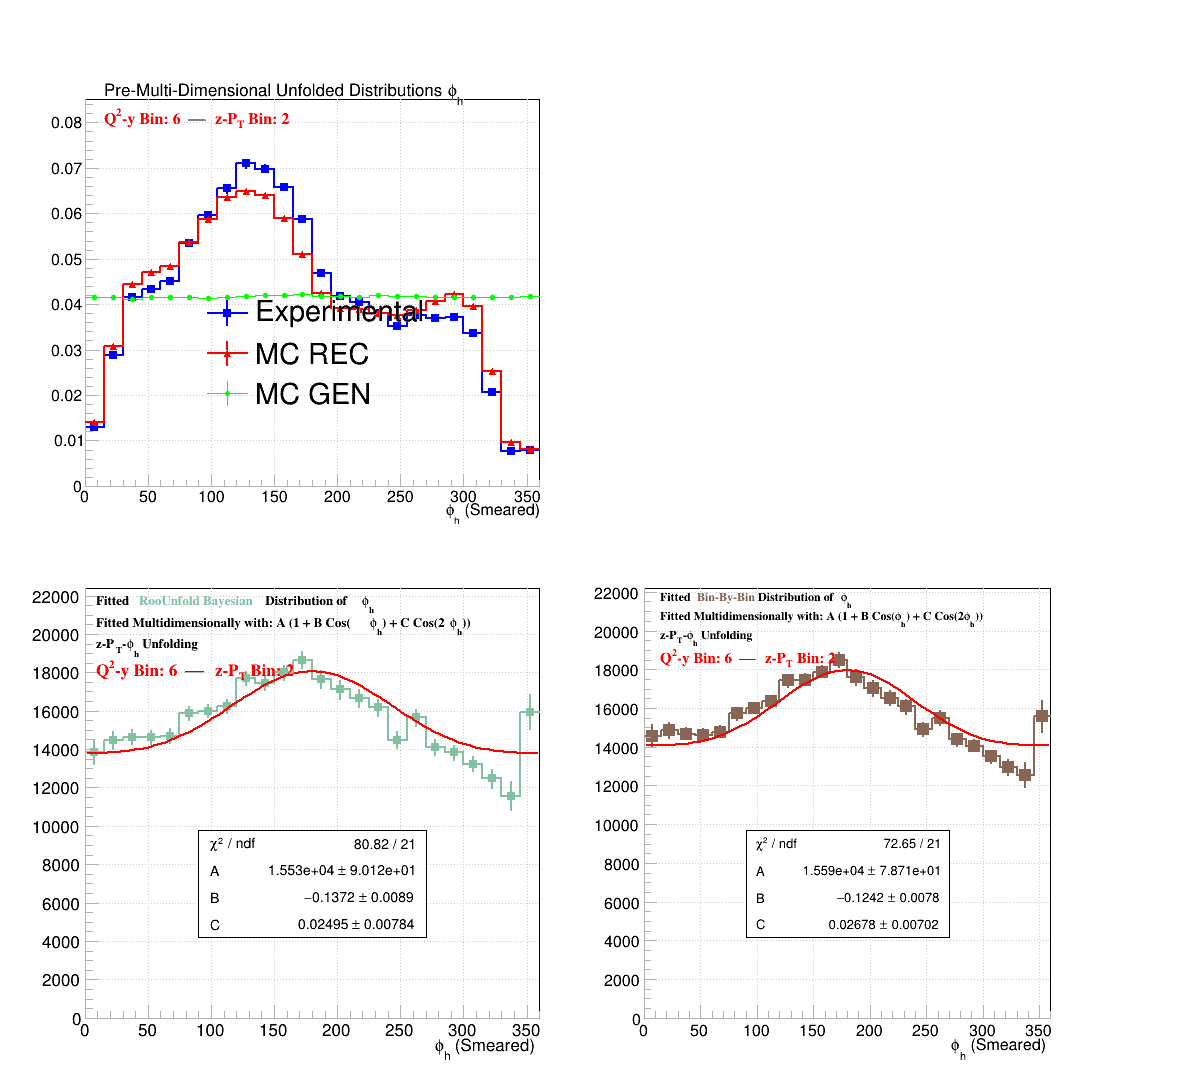 Pre-Multi-Dimensional Unfolded Distributions ϕh
Q²-y Bin: 6 — z-PT Bin: 2
0.08
0.07
0.06
0.05
0.04
0.03
0.02
0.01
0
Experimental
MC REC
MC GEN
0 50 100 150 200 250 300 350
ϕh (Smeared)
Fitted RooUnfold Bayesian Distribution of ϕh
Fitted Multidimensionally with: A (1 + B Cos( ϕh) + C Cos(2 ϕh))
z-PT-ϕh Unfolding
Q²-y Bin: 6 — z-PT Bin: 2
22000
20000
18000
16000
14000
12000
10000
8000
6000
4000
2000
0
χ² / ndf 80.82 / 21
A 1.553e+04 ± 9.012e+01
B −0.1372 ± 0.0089
C 0.02495 ± 0.00784
0 50 100 150 200 250 300 350
ϕh (Smeared)
Fitted Bin-By-Bin Distribution of ϕh
Fitted Multidimensionally with: A (1 + B Cos(ϕh) + C Cos(2ϕh))
z-PT-ϕh Unfolding
Q²-y Bin: 6 — z-PT Bin: 2
22000
20000
18000
16000
14000
12000
10000
8000
6000
4000
2000
0
χ² / ndf 72.65 / 21
A 1.559e+04 ± 7.871e+01
B −0.1242 ± 0.0078
C 0.02678 ± 0.00702
0 50 100 150 200 250 300 350
ϕh (Smeared)